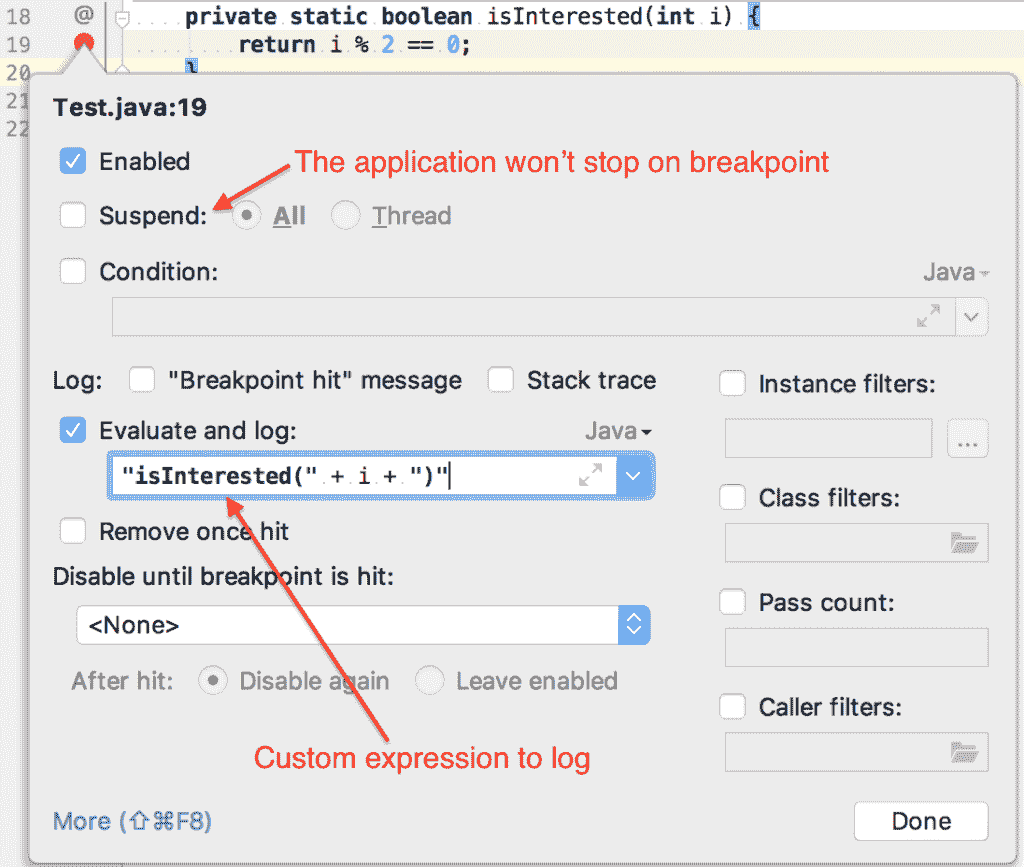 18 @ private static boolean isInterested(int i) {
19 return i % 2 == 0;
20 }
21
22
Test.java:19
Enabled
The application won’t stop on breakpoint
Suspend: All Thread
Condition: Java
Log: "Breakpoint hit" message Stack trace
Instance filters:
Evaluate and log: Java
...
"isInterested(" + i + ")"
Class filters:
Remove once hit
Disable until breakpoint is hit:
Pass count:
<None>
After hit: Disable again Leave enabled
Caller filters:
Custom expression to log
More (⇧⌘F8)
Done